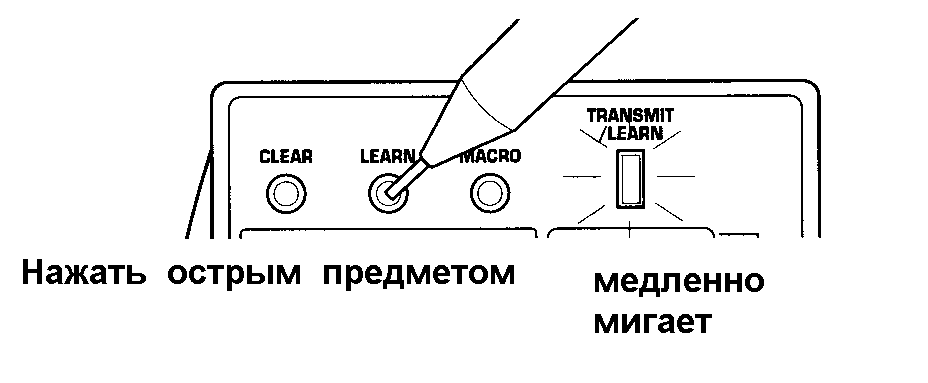 TRANSMIT
/LEARN
CLEAR LEARN MACRO
Нажать острым предметом
медленно
мигает